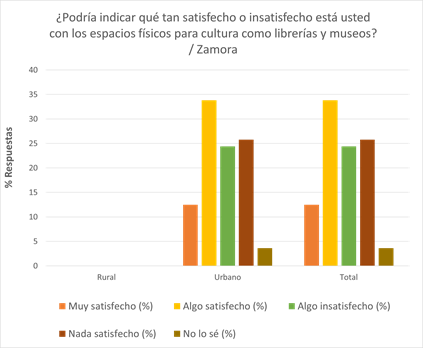 ¿Podría indicar qué tan satisfecho o insatisfecho está usted
con los espacios físicos para cultura como librerías y museos?
/ Zamora
% Respuestas
40
35
30
25
20
15
10
5
0
Rural Urbano Total
Muy satisfecho (%) Algo satisfecho (%) Algo insatisfecho (%)
Nada satisfecho (%) No lo sé (%)